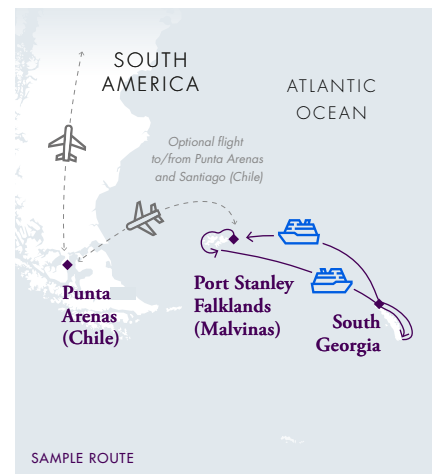 SOUTH
AMERICA
ATLANTIC
OCEAN
Optional flight
to/from Punta Arenas
and Santiago (Chile)
Punta
Arenas
(Chile)
Port Stanley
Falklands
(Malvinas)
South
Georgia
SAMPLE ROUTE